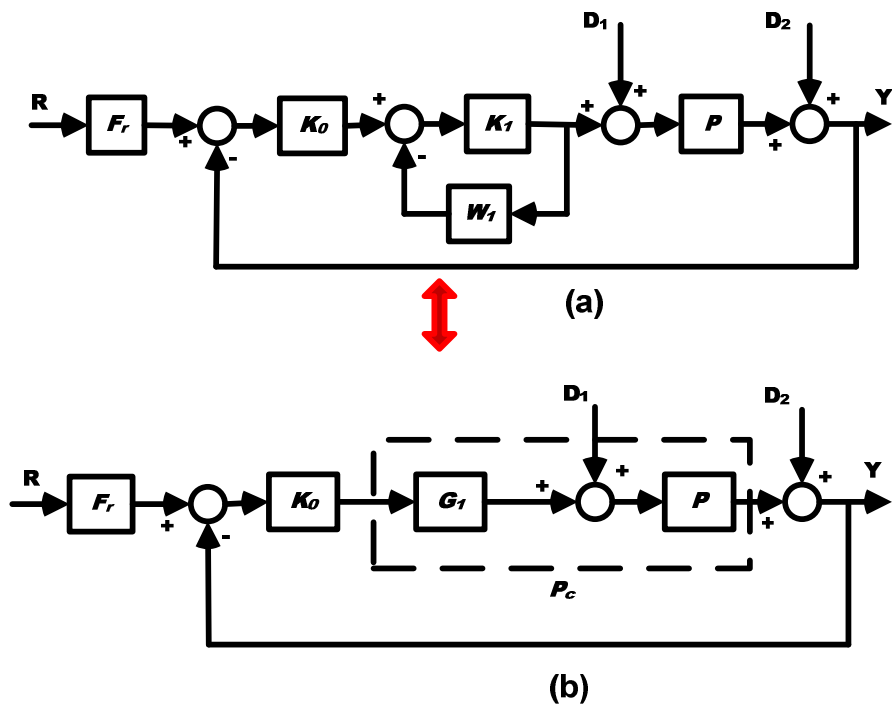 D₁ D₂
R Fᵣ + - K₀ + - K₁ + + P + + Y
W₁
(a)
D₁ D₂
R Fᵣ + - K₀ G₁ + + P + + Y
P꜀
(b)